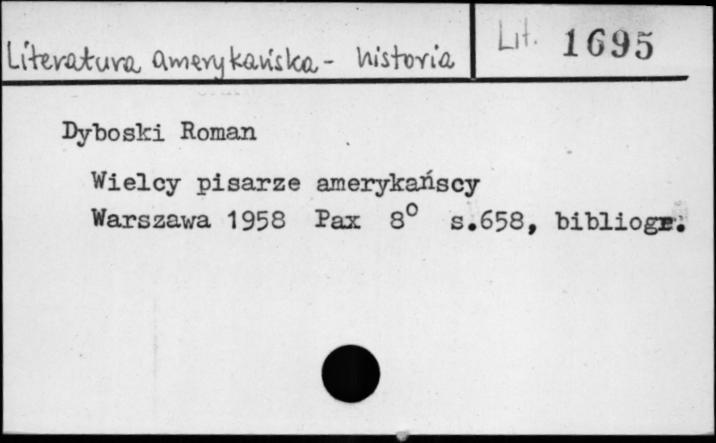 Literatura amerykańska - historia
Lit. 1695
Dyboski Roman
Wielcy pisarze amerykańscy
Warszawa 1958 Pax 8° s.658, bibliogr.